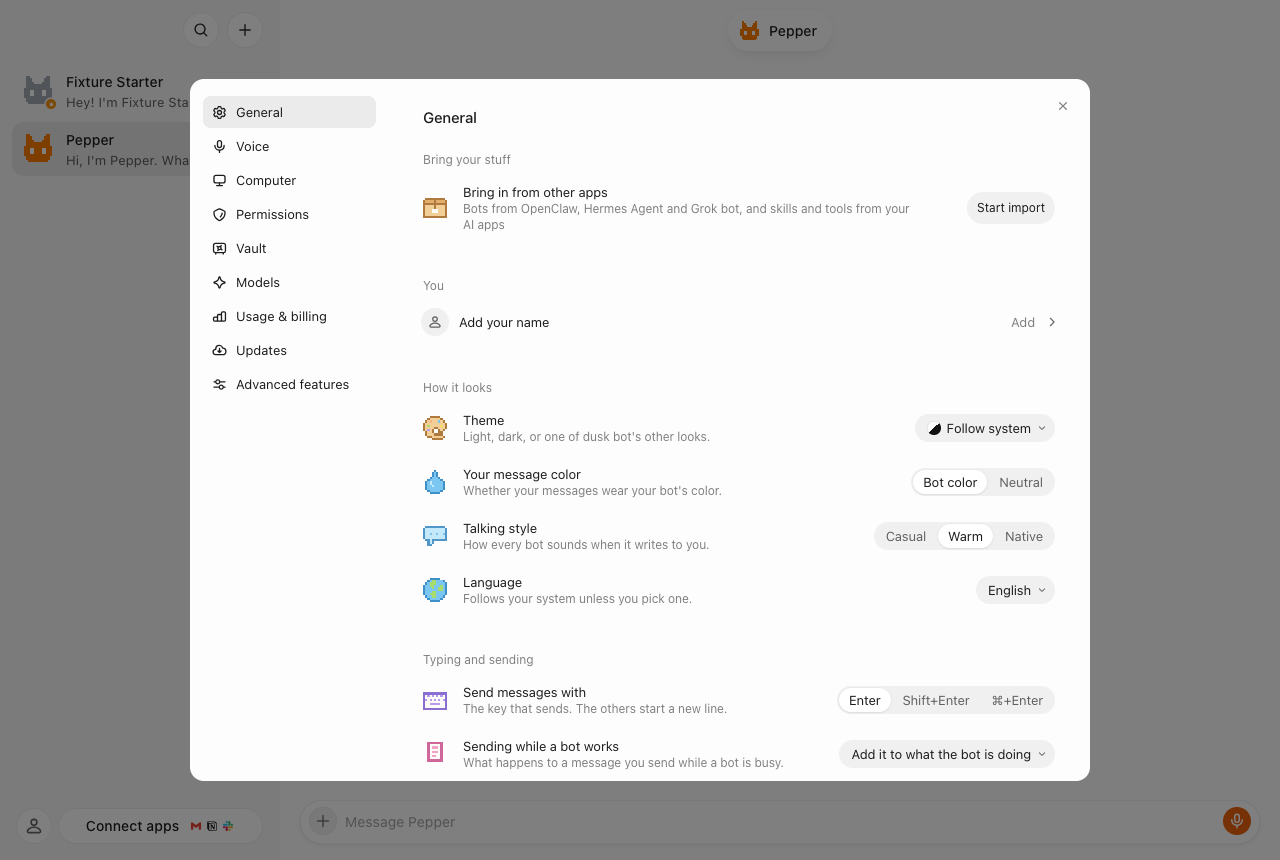 Pepper
Fixture Starter
Hey! I'm Fixture Sta
Pepper
Hi, I'm Pepper. Wha
General
Voice
Computer
Permissions
Vault
Models
Usage & billing
Updates
Advanced features
General
Bring your stuff
Bring in from other apps
Bots from OpenClaw, Hermes Agent and Grok bot, and skills and tools from your
AI apps
Start import
You
Add your name
Add
How it looks
Theme
Light, dark, or one of dusk bot's other looks.
Follow system
Your message color
Whether your messages wear your bot's color.
Bot color
Neutral
Talking style
How every bot sounds when it writes to you.
Casual
Warm
Native
Language
Follows your system unless you pick one.
English
Typing and sending
Send messages with
The key that sends. The others start a new line.
Enter
Shift+Enter
⌘+Enter
Sending while a bot works
What happens to a message you send while a bot is busy.
Add it to what the bot is doing
Connect apps
Message Pepper